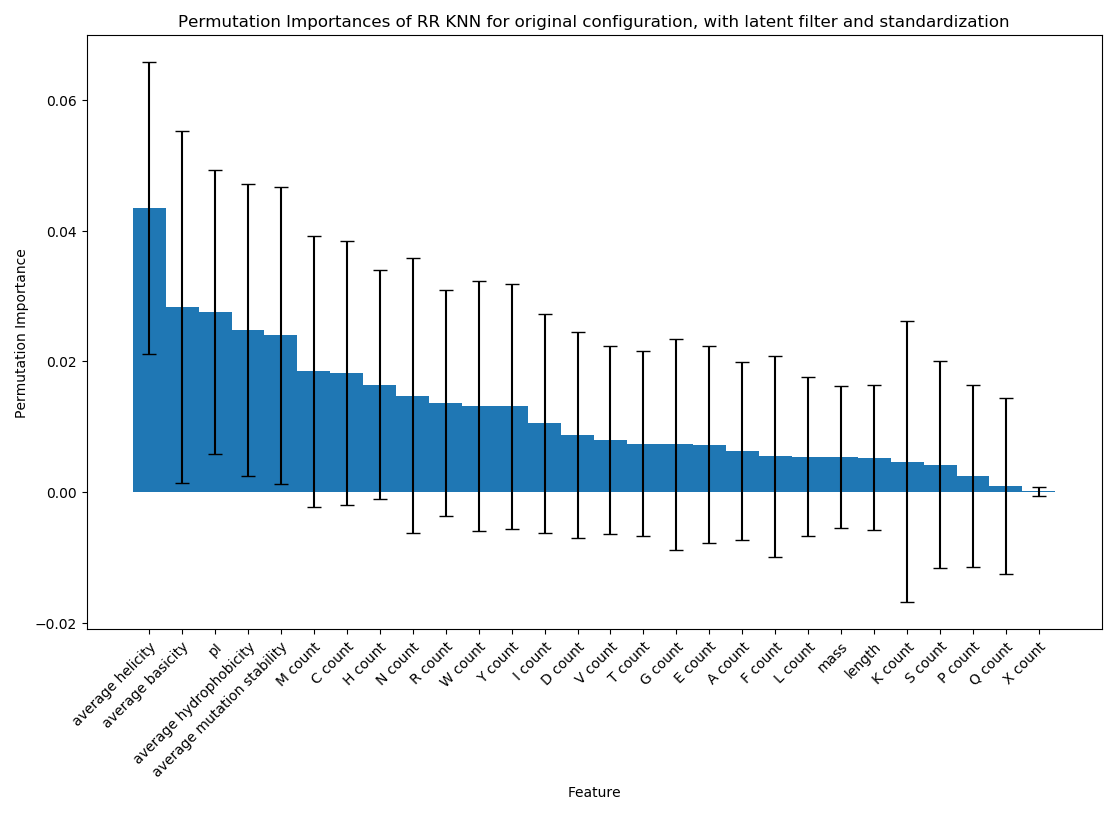 Permutation Importances of RR KNN for original configuration, with latent filter and standardization
Permutation Importance
0.06
0.04
0.02
0.00
−0.02
average helicity
average basicity
pI
average hydrophobicity
average mutation stability
M count
C count
H count
N count
R count
W count
Y count
I count
D count
V count
T count
G count
E count
A count
F count
L count
mass
length
K count
S count
P count
Q count
X count
Feature